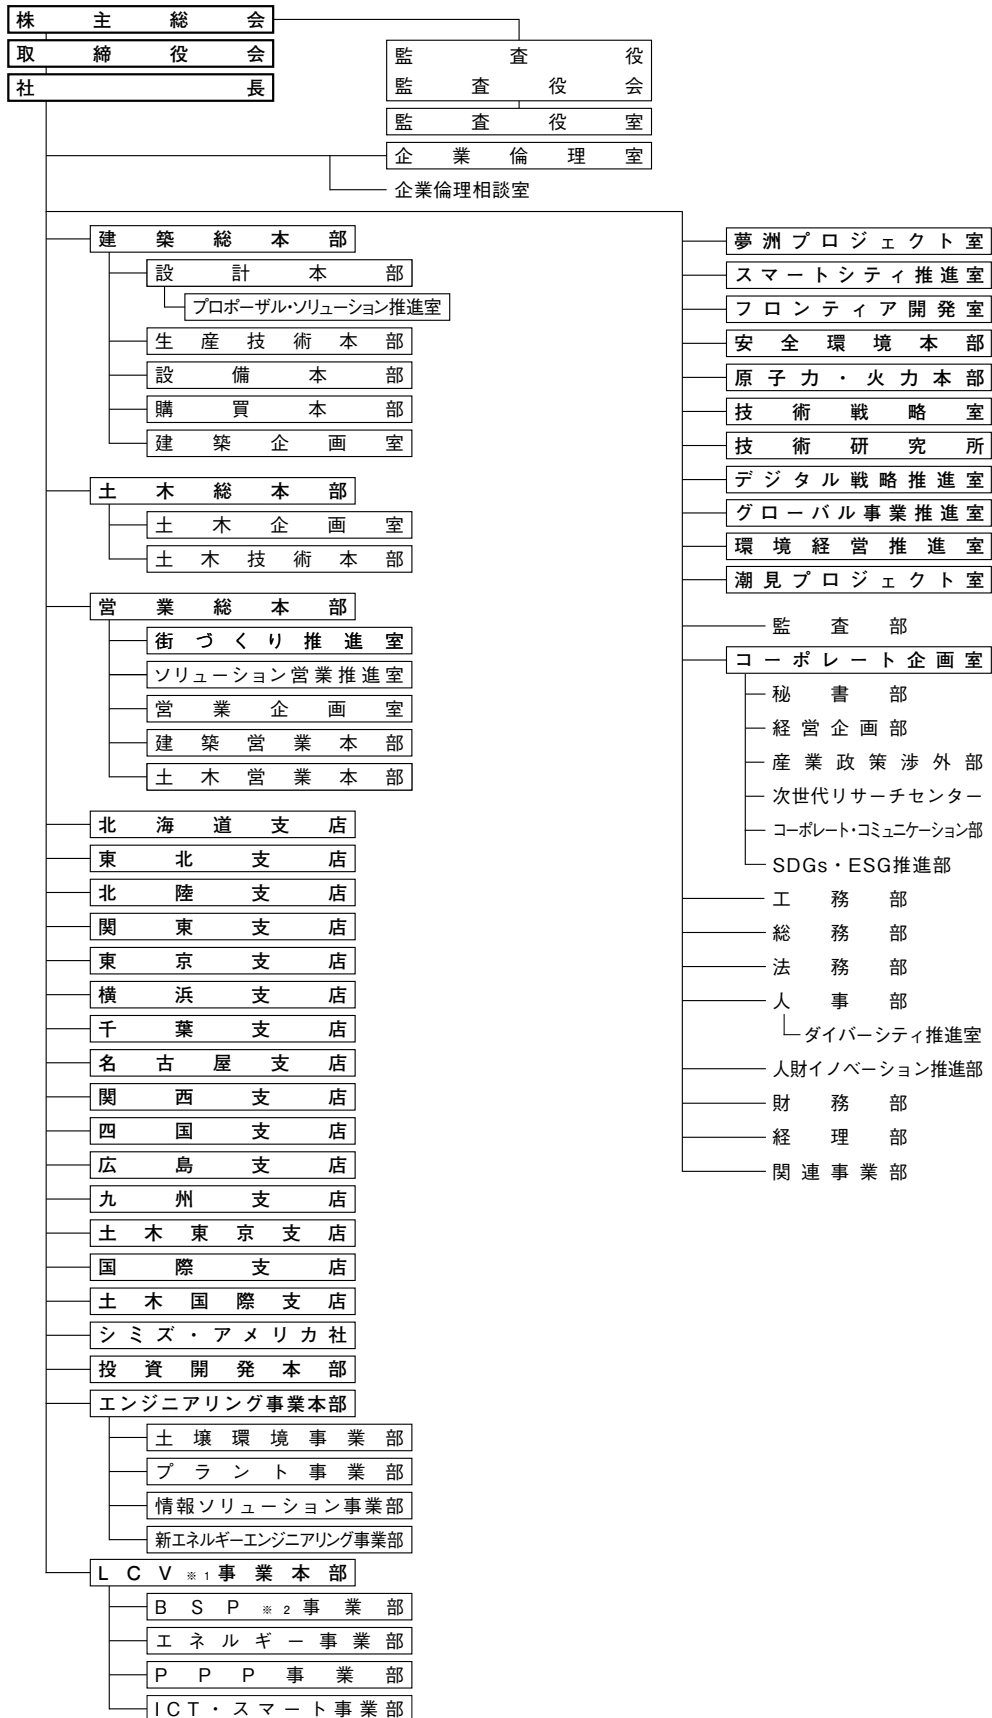 株主総会
取締役会
社長
監査役
監査役会
監査役室
企業倫理室
企業倫理相談室
建築総本部
設計本部
プロポーザル・ソリューション推進室
生産技術本部
設備本部
購買本部
建築企画室
土木総本部
土木企画室
土木技術本部
営業総本部
街づくり推進室
ソリューション営業推進室
営業企画室
建築営業本部
土木営業本部
北海道支店
東北支店
北陸支店
関東支店
東京支店
横浜支店
千葉支店
名古屋支店
関西支店
四国支店
広島支店
九州支店
土木東京支店
国際支店
土木国際支店
シミズ・アメリカ社
投資開発本部
エンジニアリング事業本部
土壌環境事業部
プラント事業部
情報ソリューション事業部
新エネルギーエンジニアリング事業部
LCV※1事業本部
BSP※2事業部
エネルギー事業部
PPP事業部
ICT・スマート事業部
夢洲プロジェクト室
スマートシティ推進室
フロンティア開発室
安全環境本部
原子力・火力本部
技術戦略室
技術研究所
デジタル戦略推進室
グローバル事業推進室
環境経営推進室
潮見プロジェクト室
監査部
コーポレート企画室
秘書部
経営企画部
産業政策渉外部
次世代リサーチセンター
コーポレート・コミュニケーション部
SDGs・ESG推進部
工務部
総務部
法務部
人事部
ダイバーシティ推進室
人財イノベーション推進部
財務部
経理部
関連事業部